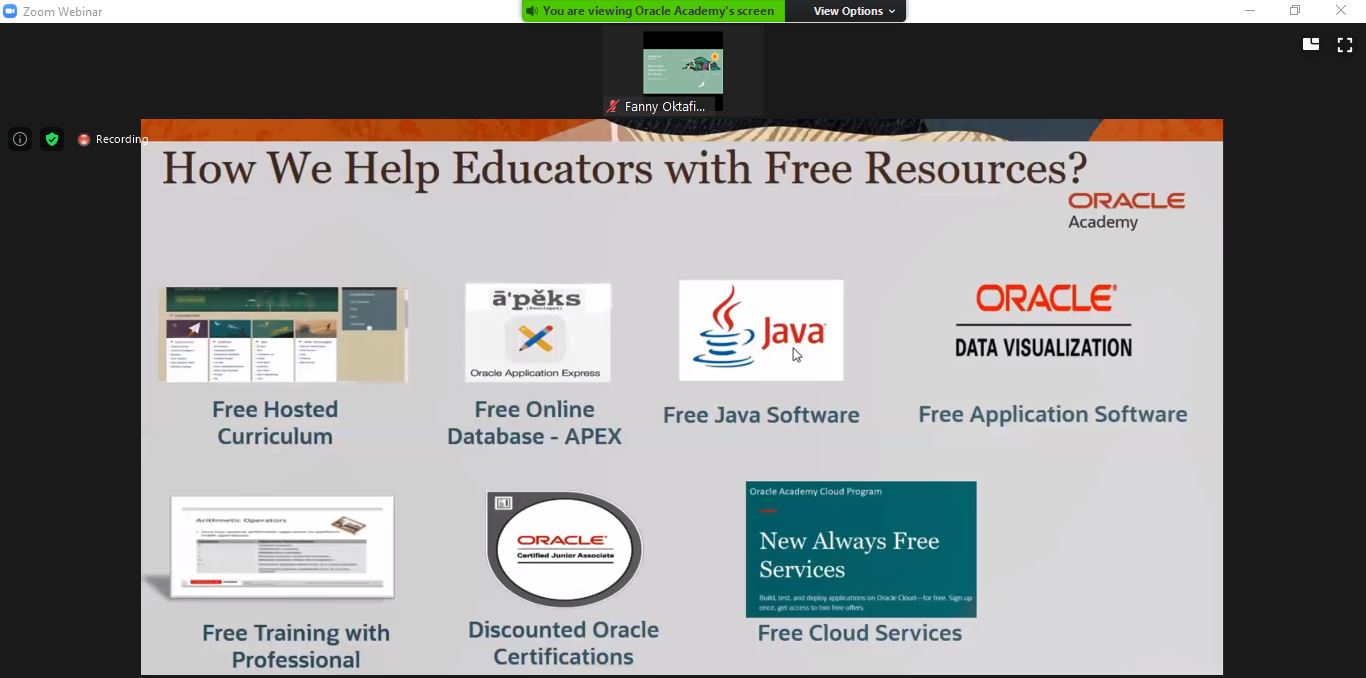 Zoom Webinar
You are viewing Oracle Academy's screen
View Options
Fanny Oktafi...
Recording
How We Help Educators with Free Resources?
ORACLE
Academy
ā'pěks
Oracle Application Express
Java
ORACLE®
DATA VISUALIZATION
Free Hosted
Curriculum
Free Online
Database - APEX
Free Java Software
Free Application Software
Arithmetic Operators
ORACLE®
Certified Junior Associate
Oracle Academy Cloud Program
New Always Free
Services
Build, test, and deploy applications on Oracle Cloud—for free. Sign up
once, get access to two free offers.
Free Training with
Professional
Discounted Oracle
Certifications
Free Cloud Services